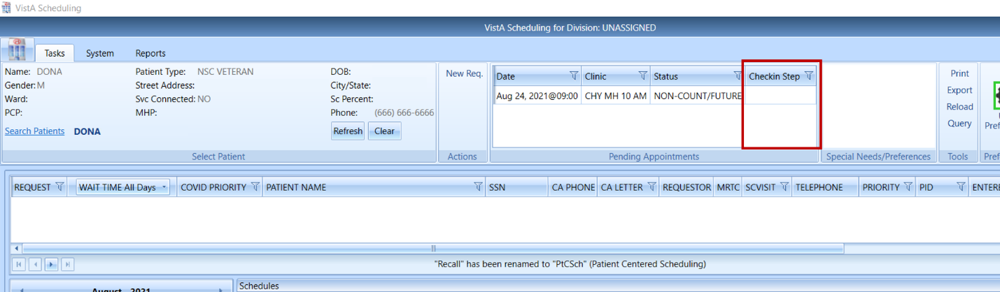 VistA Scheduling
VistA Scheduling for Division: UNASSIGNED
Tasks System Reports
Name: DONA Patient Type: NSC VETERAN DOB:
Gender: M Street Address: City/State:
Ward: Svc Connected: NO Sc Percent:
PCP: MHP: Phone: (666) 666-6666
Search Patients DONA Refresh Clear
Select Patient
New Req.
Actions
Date Clinic Status Checkin Step
Aug 24, 2021@09:00 CHY MH 10 AM NON-COUNT/FUTURE
Pending Appointments
Special Needs/Preferences
Print
Export
Reload
Query
Tools
Pref
Pref
REQUEST WAIT TIME All Days COVID PRIORITY PATIENT NAME SSN CA PHONE CA LETTER REQUESTOR MRTC SCVISIT TELEPHONE PRIORITY PID ENTERE
"Recall" has been renamed to "PtCSch" (Patient Centered Scheduling)
August 2021 Schedules